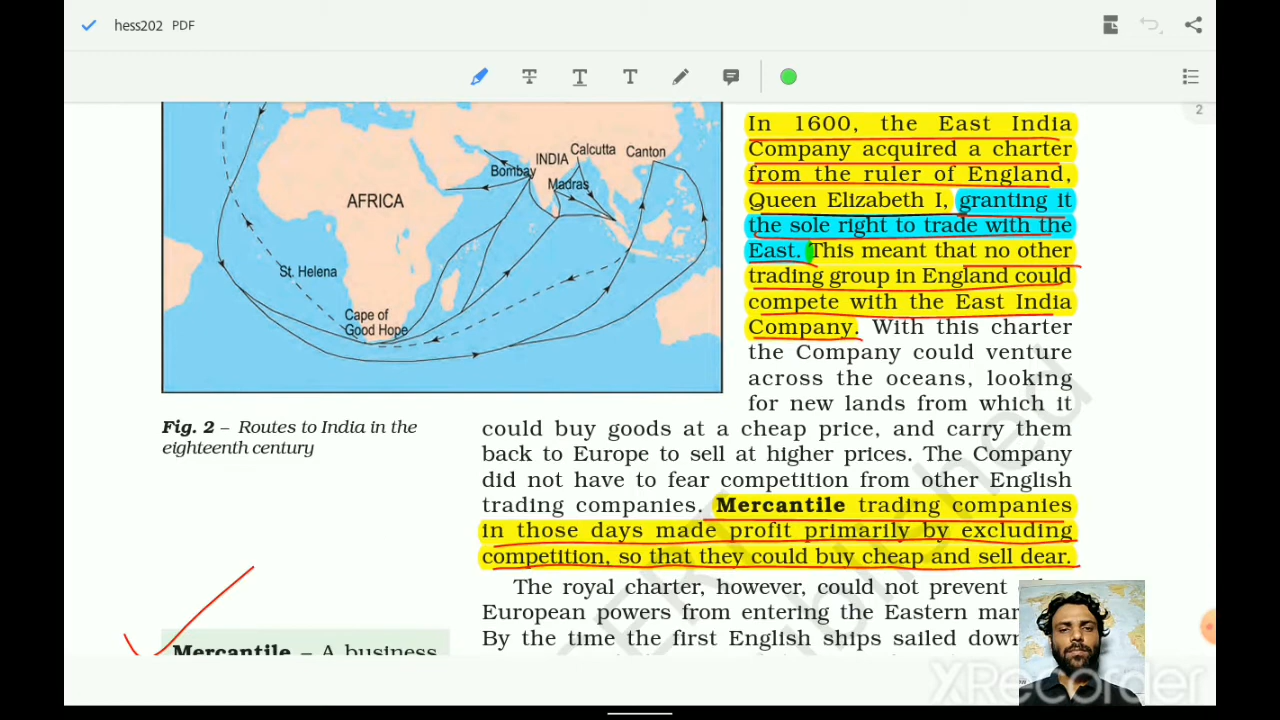 hess202 PDF
2
In 1600, the East India
Company acquired a charter
from the ruler of England,
Queen Elizabeth I, granting it
the sole right to trade with the
East. This meant that no other
trading group in England could
compete with the East India
Company. With this charter
the Company could venture
across the oceans, looking
for new lands from which it
could buy goods at a cheap price, and carry them
back to Europe to sell at higher prices. The Company
did not have to fear competition from other English
trading companies. Mercantile trading companies
in those days made profit primarily by excluding
competition, so that they could buy cheap and sell dear.
The royal charter, however, could not prevent
European powers from entering the Eastern mar
By the time the first English ships sailed down
INDIA
Calcutta
Canton
Bombay
Madras
AFRICA
St. Helena
Cape of
Good Hope
Fig. 2 – Routes to India in the
eighteenth century
Mercantile – A business
XRecorder